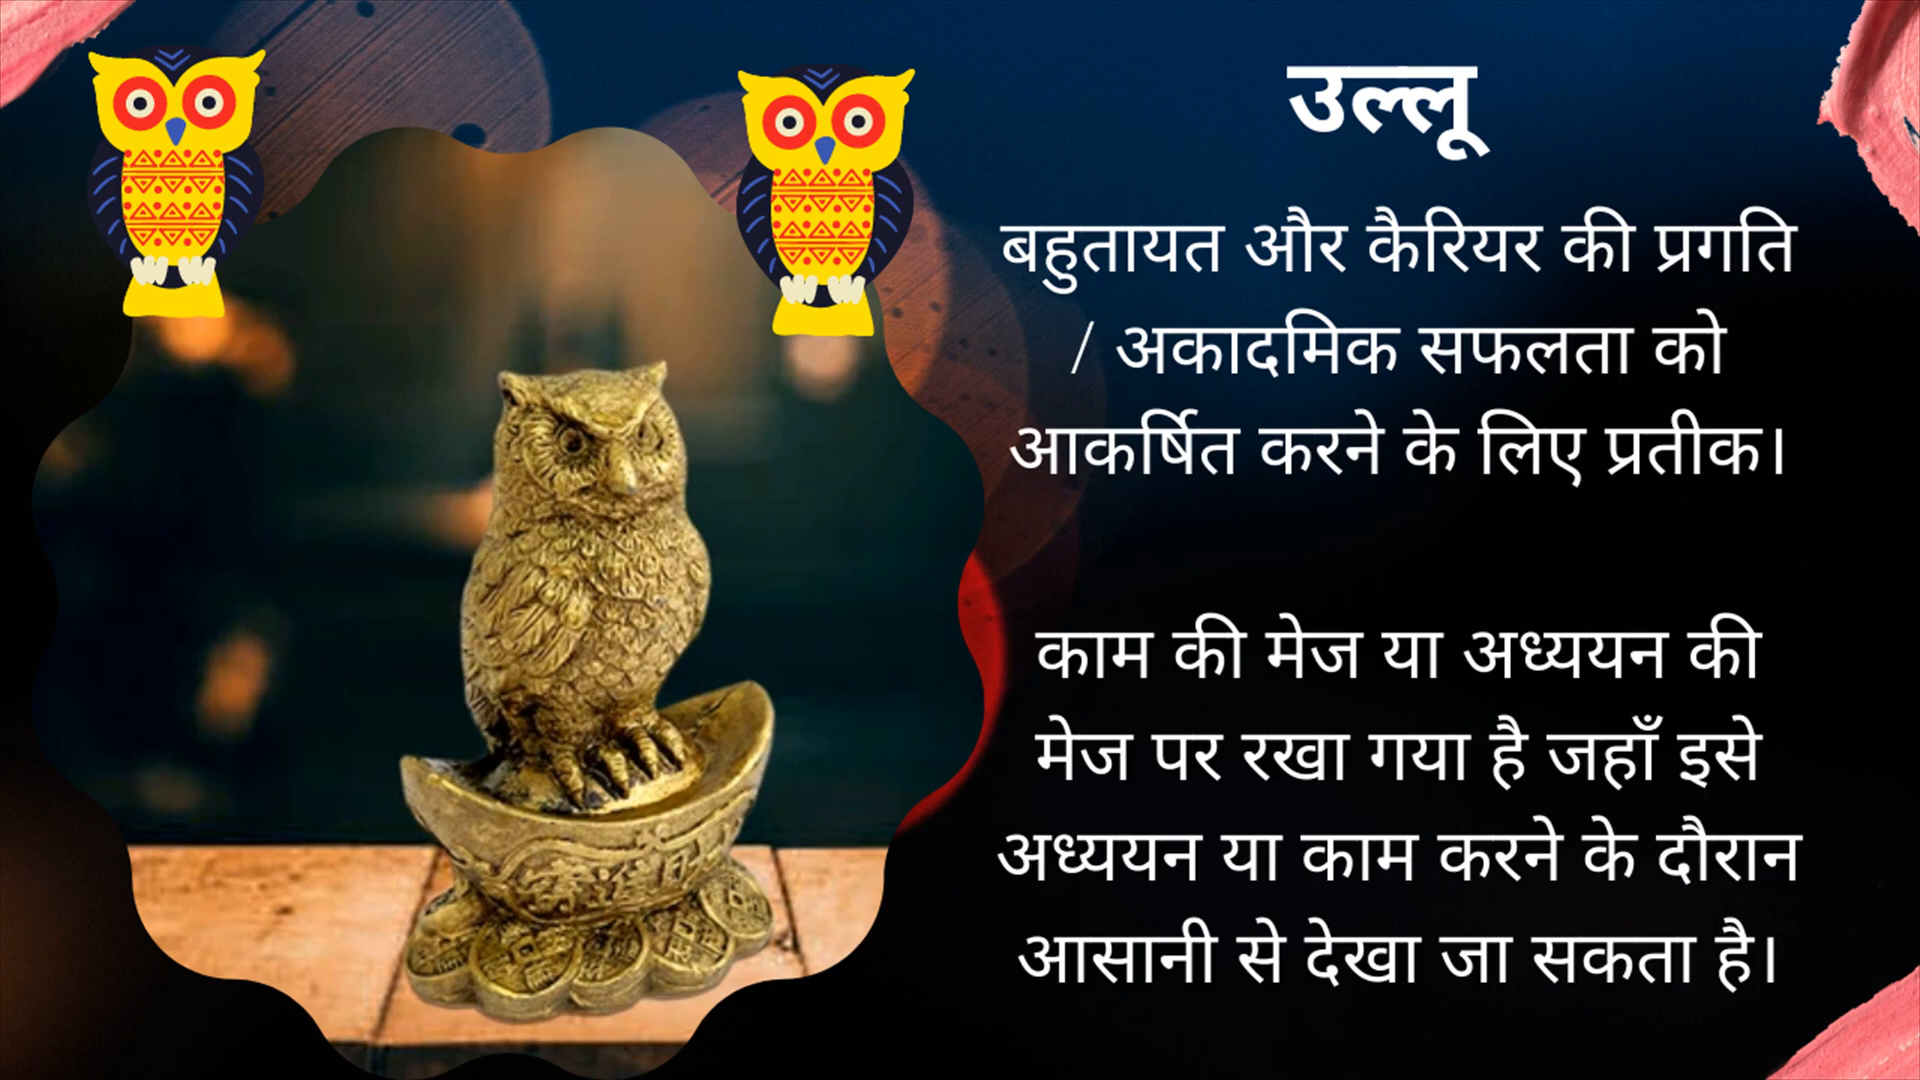 उल्लू
बहुतायत और कैरियर की प्रगति
/ अकादमिक सफलता को
आकर्षित करने के लिए प्रतीक।
काम की मेज या अध्ययन की
मेज पर रखा गया है जहाँ इसे
अध्ययन या काम करने के दौरान
आसानी से देखा जा सकता है।